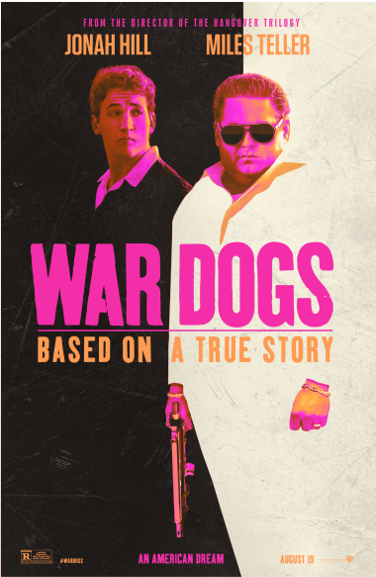 FROM THE DIRECTOR OF THE HANGOVER TRILOGY
JONAH HILL MILES TELLER
WAR DOGS
BASED ON A TRUE STORY
R
#WARDOGS
AN AMERICAN DREAM
AUGUST 19